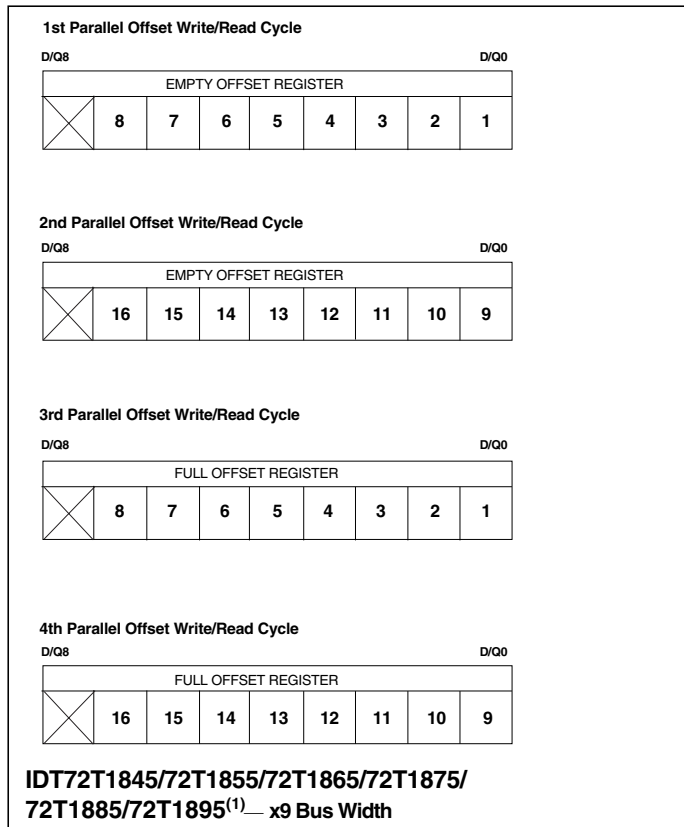 1st Parallel Offset Write/Read Cycle
D/Q8 D/Q0
EMPTY OFFSET REGISTER
8 7 6 5 4 3 2 1
2nd Parallel Offset Write/Read Cycle
D/Q8 D/Q0
EMPTY OFFSET REGISTER
16 15 14 13 12 11 10 9
3rd Parallel Offset Write/Read Cycle
D/Q8 D/Q0
FULL OFFSET REGISTER
8 7 6 5 4 3 2 1
4th Parallel Offset Write/Read Cycle
D/Q8 D/Q0
FULL OFFSET REGISTER
16 15 14 13 12 11 10 9
IDT72T1845/72T1855/72T1865/72T1875/
72T1885/72T1895(1)— x9 Bus Width